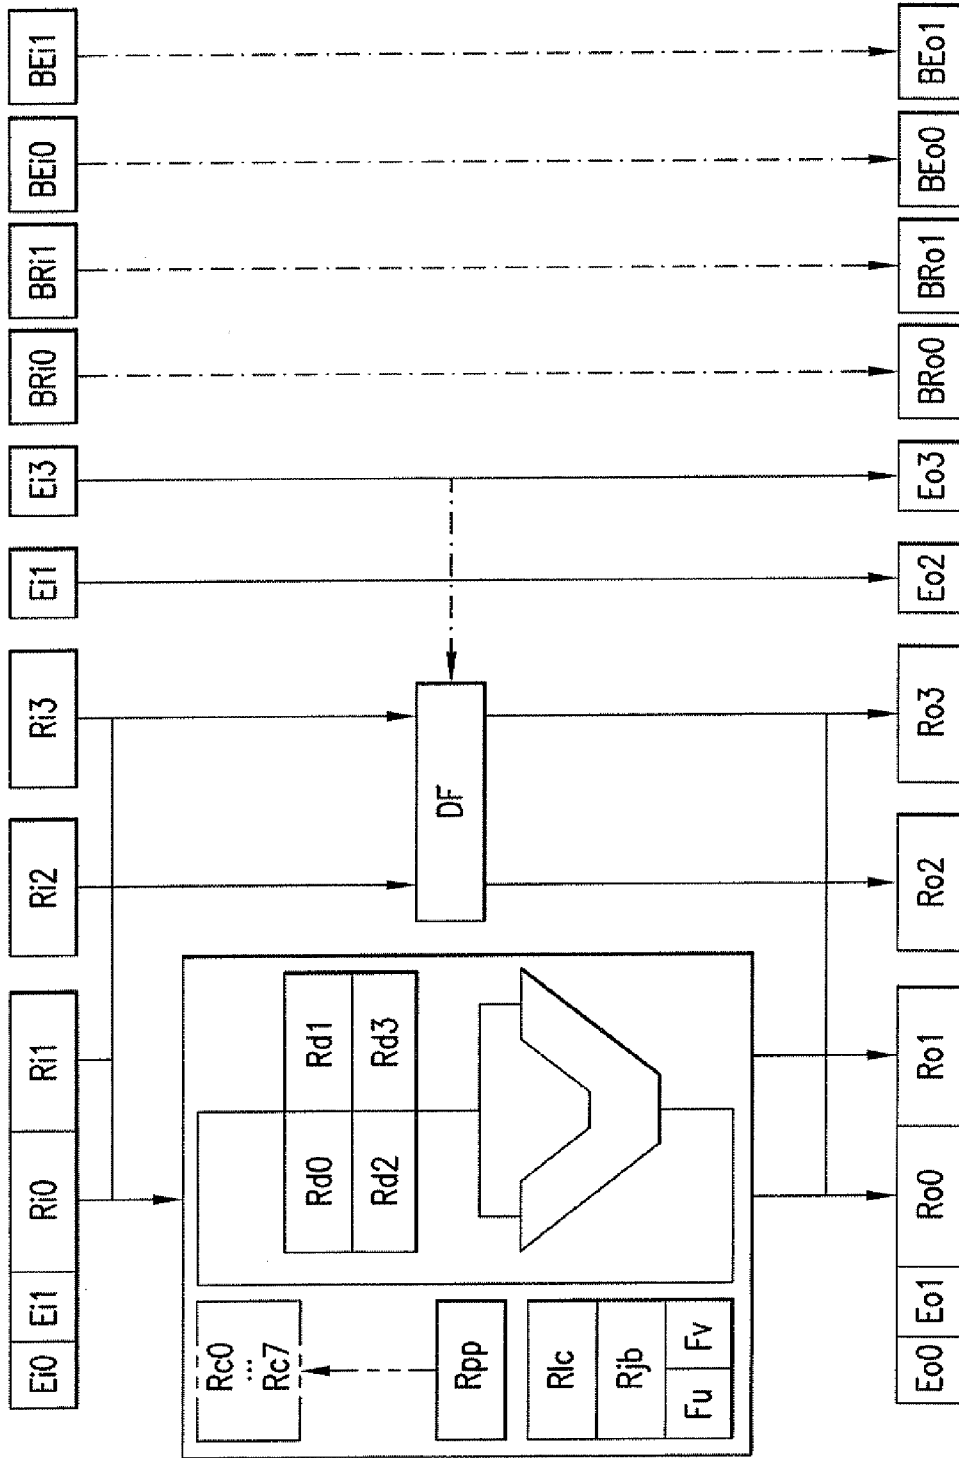 Ei0
Ei1
Ri0
Ri1
Ri2
Ri3
Ei1
Ei3
BRi0
BRi1
BEi0
BEi1
Rc0
...
Rc7
Rd0
Rd1
Rd2
Rd3
Rpp
DF
Rlc
Rjb
Fu
Fv
Eo0
Eo1
Ro0
Ro1
Ro2
Ro3
Eo2
Eo3
BRo0
BRo1
BEo0
BEo1